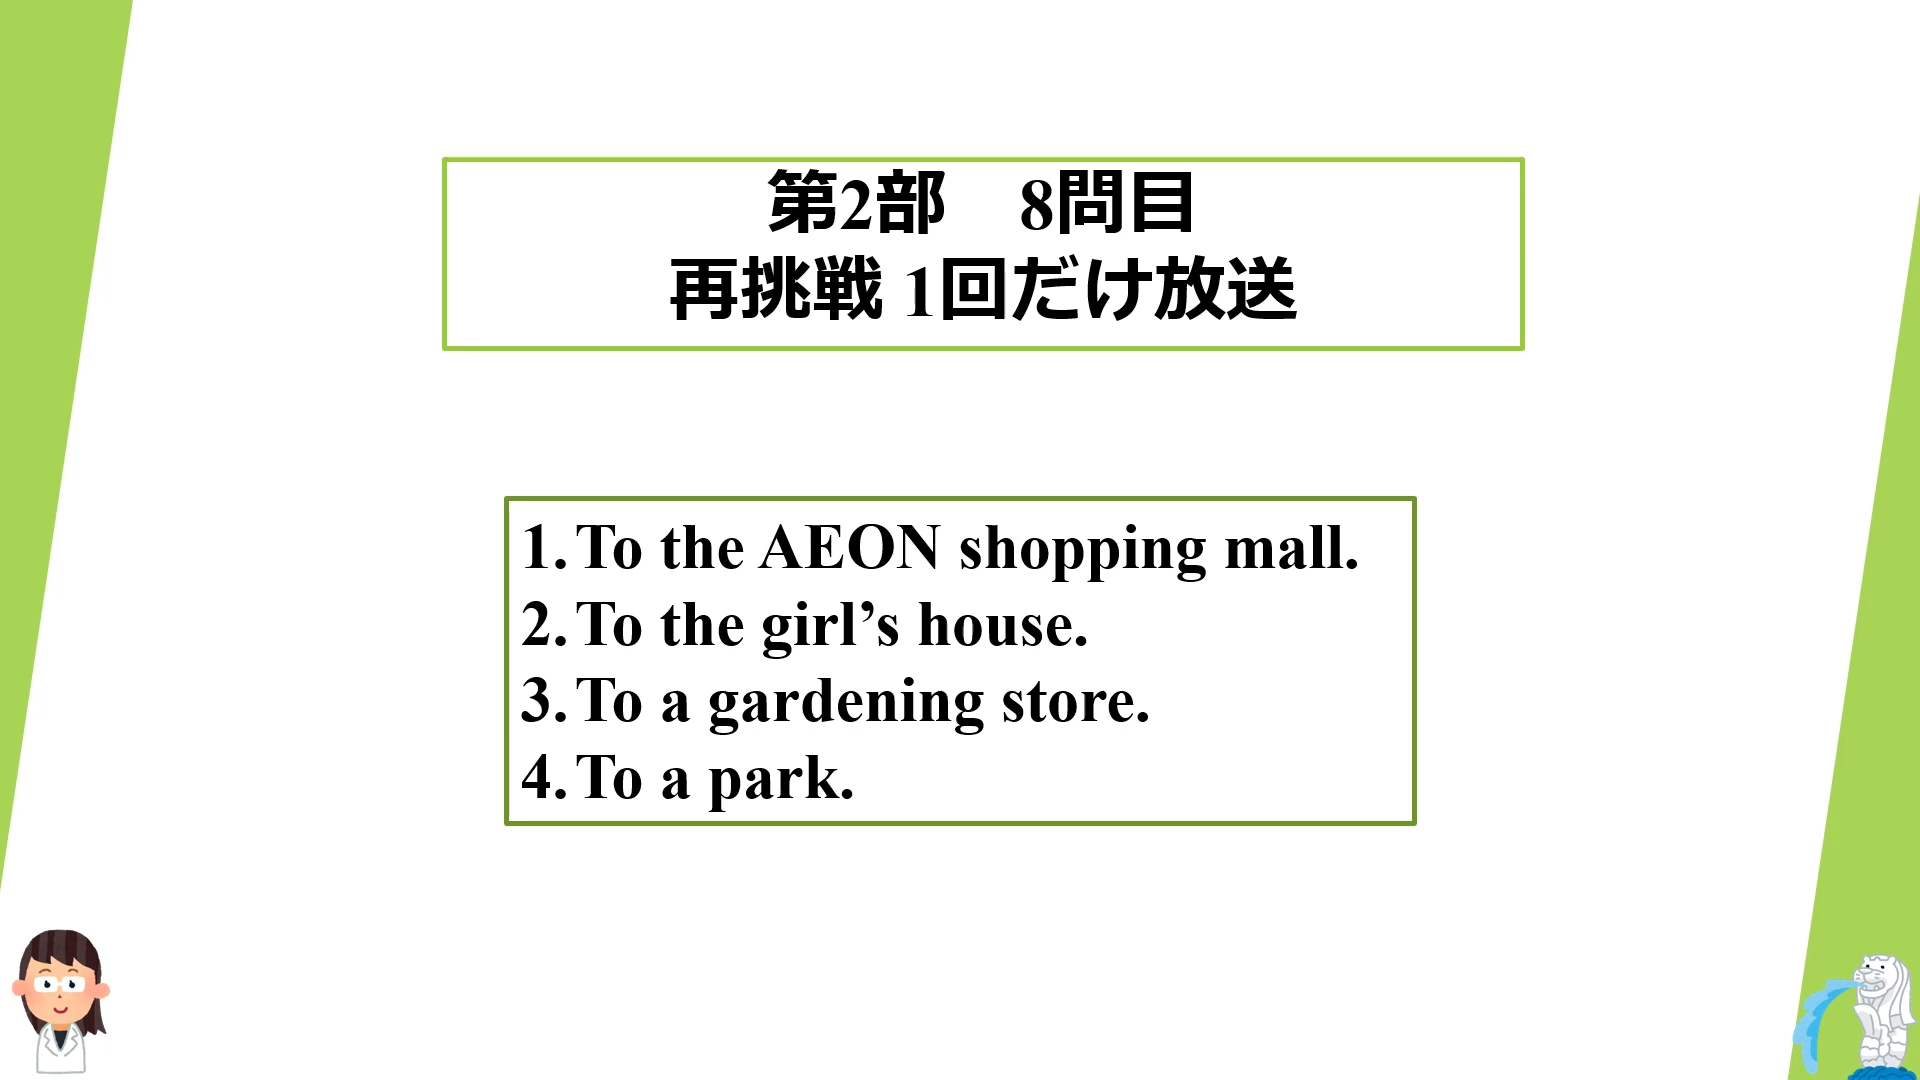 第2部　8問目
再挑戦 1回だけ放送
1. To the AEON shopping mall.
2. To the girl’s house.
3. To a gardening store.
4. To a park.